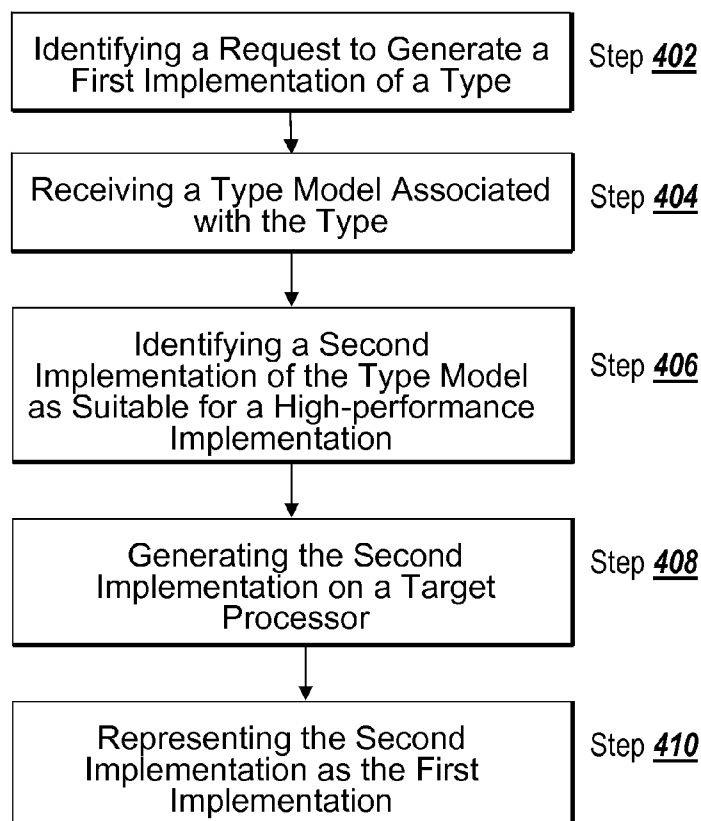 Identifying a Request to Generate a
First Implementation of a Type
Step 402
Receiving a Type Model Associated
with the Type
Step 404
Identifying a Second
Implementation of the Type Model
as Suitable for a High-performance
Implementation
Step 406
Generating the Second
Implementation on a Target
Processor
Step 408
Representing the Second
Implementation as the First
Implementation
Step 410